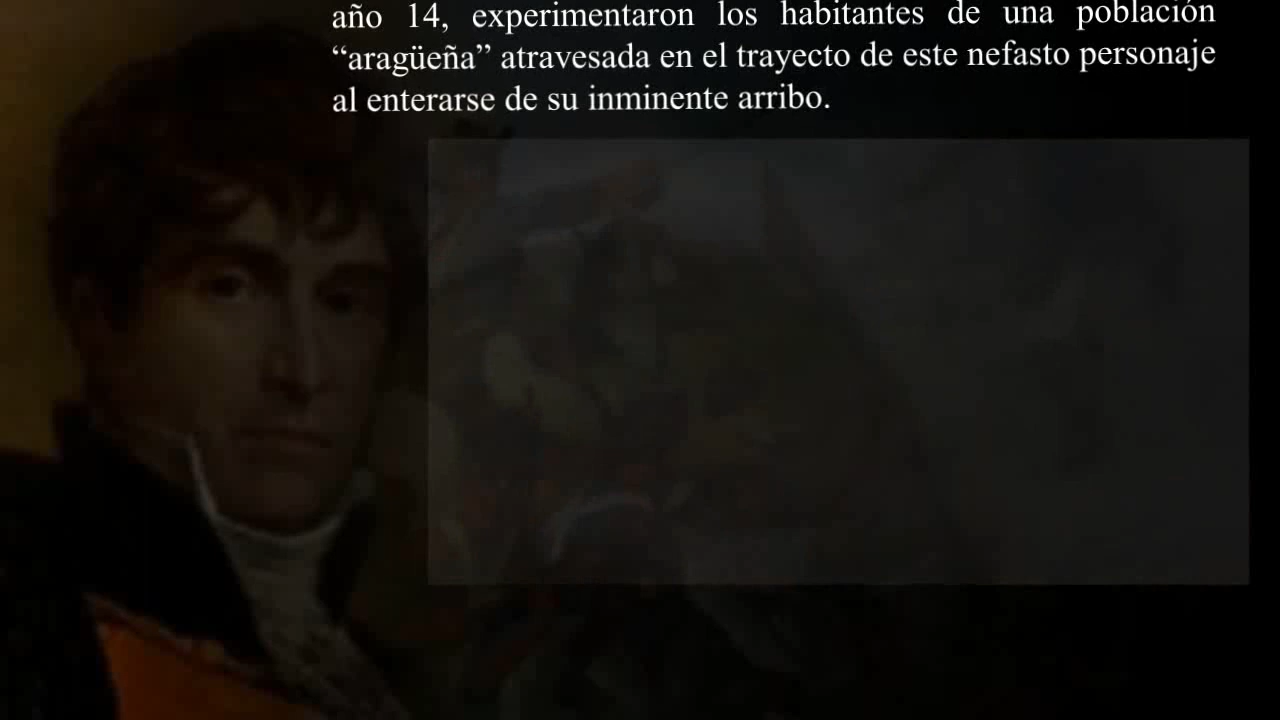 año 14, experimentaron los habitantes de una población
“aragüeña” atravesada en el trayecto de este nefasto personaje
al enterarse de su inminente arribo.